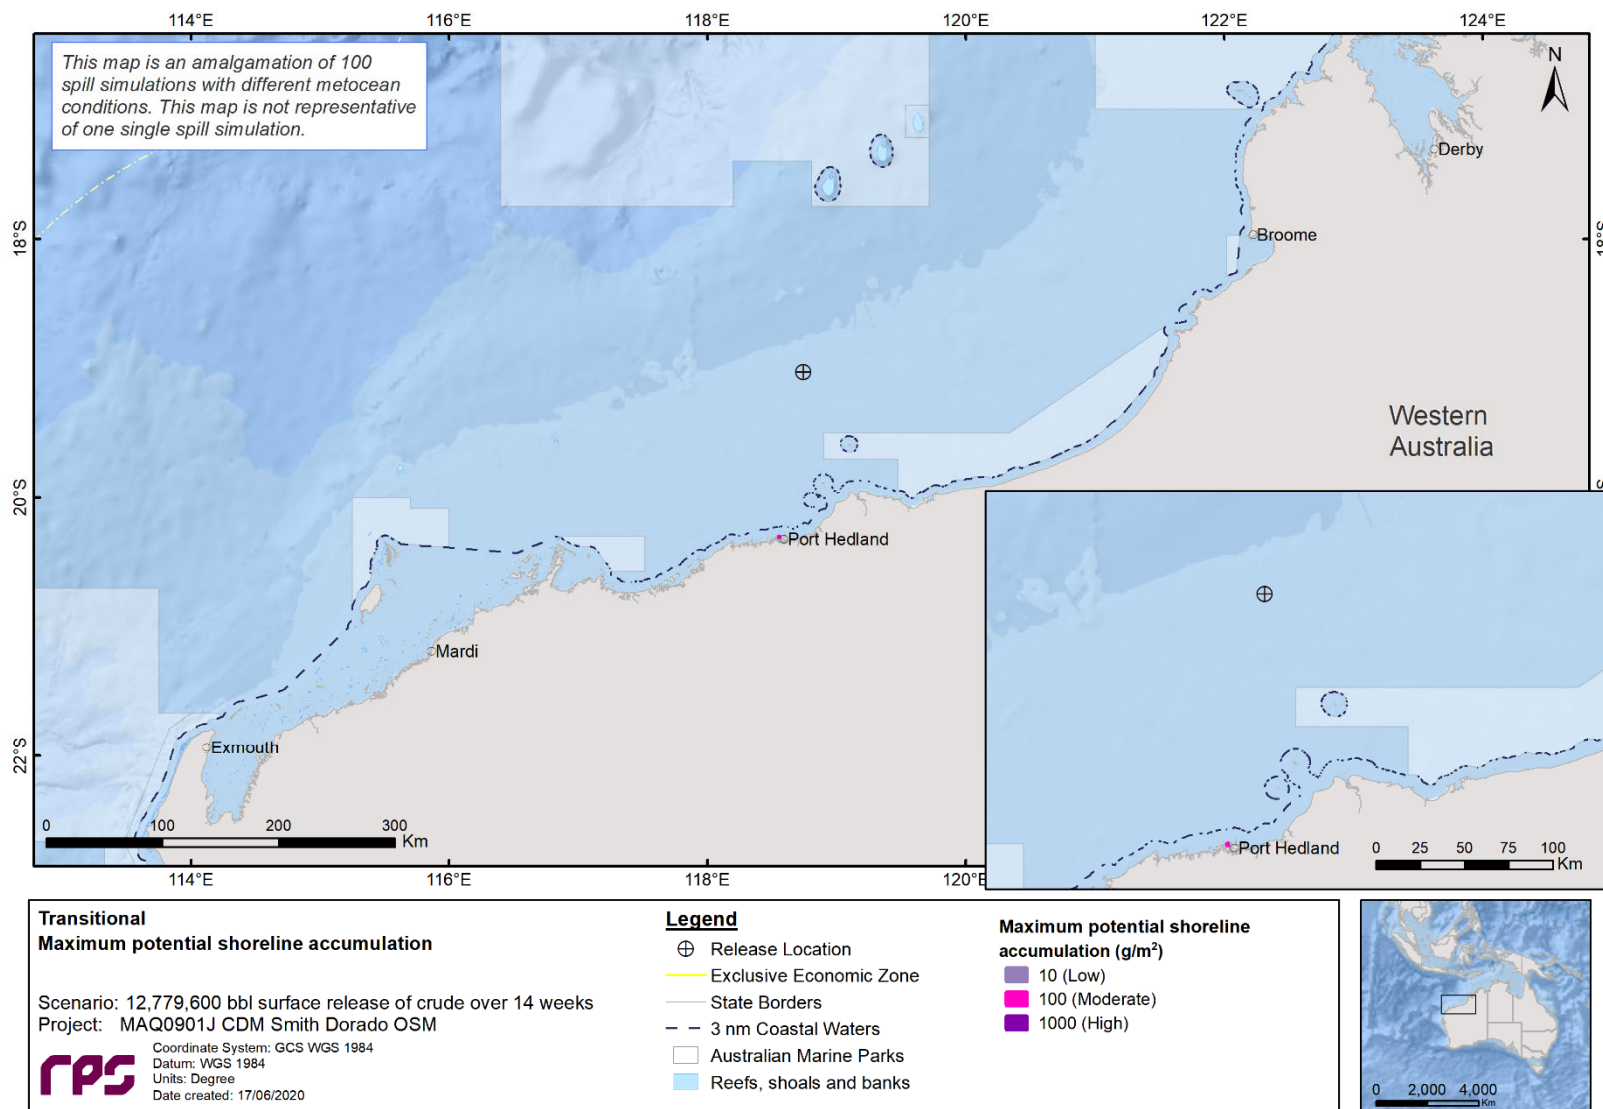 114°E 116°E 118°E 120°E 122°E 124°E
This map is an amalgamation of 100
spill simulations with different metocean
conditions. This map is not representative
of one single spill simulation.
N
Derby
18°S
18°S
Broome
Western
Australia
20°S
Port Hedland
Mardi
Exmouth
22°S
0 100 200 300
Km
Port Hedland
0 25 50 75 100
Km
114°E 116°E 118°E 120°
Transitional
Maximum potential shoreline accumulation
Scenario: 12,779,600 bbl surface release of crude over 14 weeks
Project: MAQ0901J CDM Smith Dorado OSM
rps
Coordinate System: GCS WGS 1984
Datum: WGS 1984
Units: Degree
Date created: 17/06/2020
Legend
Release Location
Exclusive Economic Zone
State Borders
3 nm Coastal Waters
Australian Marine Parks
Reefs, shoals and banks
Maximum potential shoreline
accumulation (g/m²)
10 (Low)
100 (Moderate)
1000 (High)
0 2,000 4,000
Km